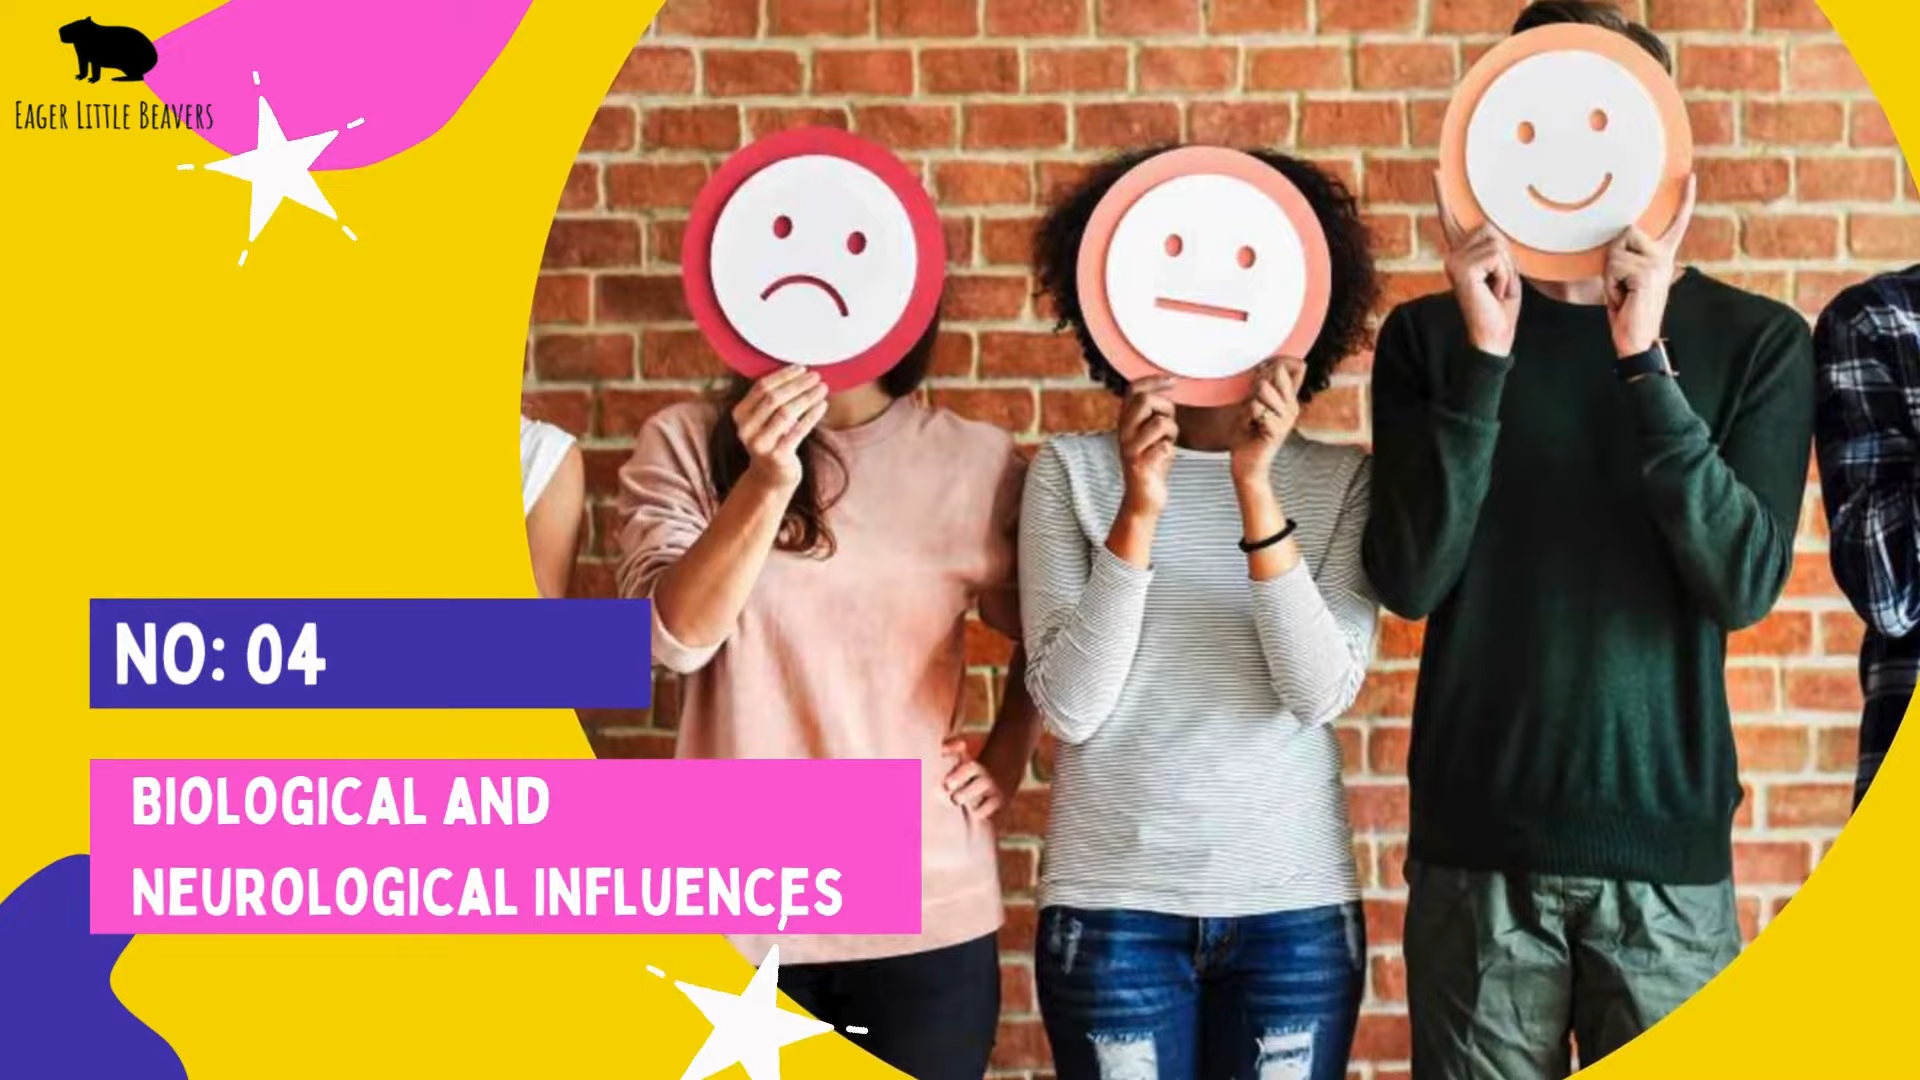 EAGER LITTLE BEAVERS
NO: 04
BIOLOGICAL AND
NEUROLOGICAL INFLUENCES